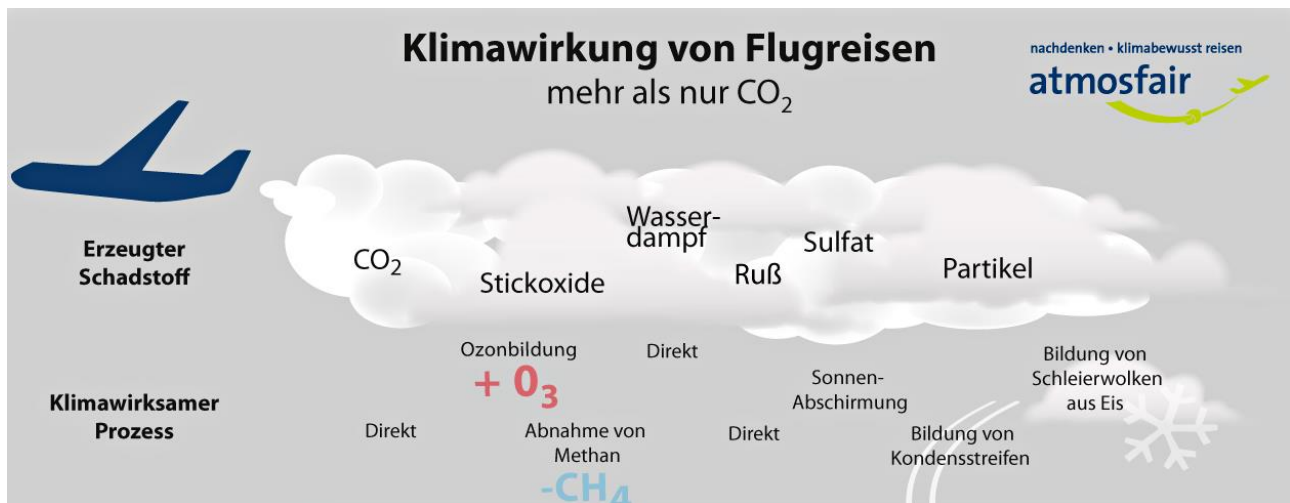 Klimawirkung von Flugreisen
mehr als nur CO₂
nachdenken • klimabewusst reisen
atmosfair
Erzeugter
Schadstoff
CO₂
Stickoxide
Wasser-
dampf
Ruß
Sulfat
Partikel
Klimawirksamer
Prozess
Direkt
Ozonbildung
+ O₃
Abnahme von
Methan
-CH₄
Direkt
Direkt
Sonnen-
Abschirmung
Bildung von
Kondensstreifen
Bildung von
Schleierwolken
aus Eis